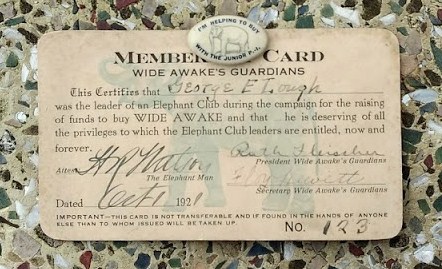 I'M HELPING TO BUY
WITH THE JUNIOR P-J.
MEMBER CARD
WIDE AWAKE'S GUARDIANS
This Certifies that George E Lough
was the leader of an Elephant Club during the campaign for the raising
of funds to buy WIDE AWAKE and that he is deserving of all
the privileges to which the Elephant Club leaders are entitled, now and
forever.
Attest
The Elephant Man
Ruth Fleischer
President Wide Awake's Guardians
Secretary Wide Awake's Guardians
Dated Oct 1 1921
IMPORTANT—THIS CARD IS NOT TRANSFERABLE AND IF FOUND IN THE HANDS OF ANYONE
ELSE THAN TO WHOM ISSUED WILL BE TAKEN UP.
No. 123